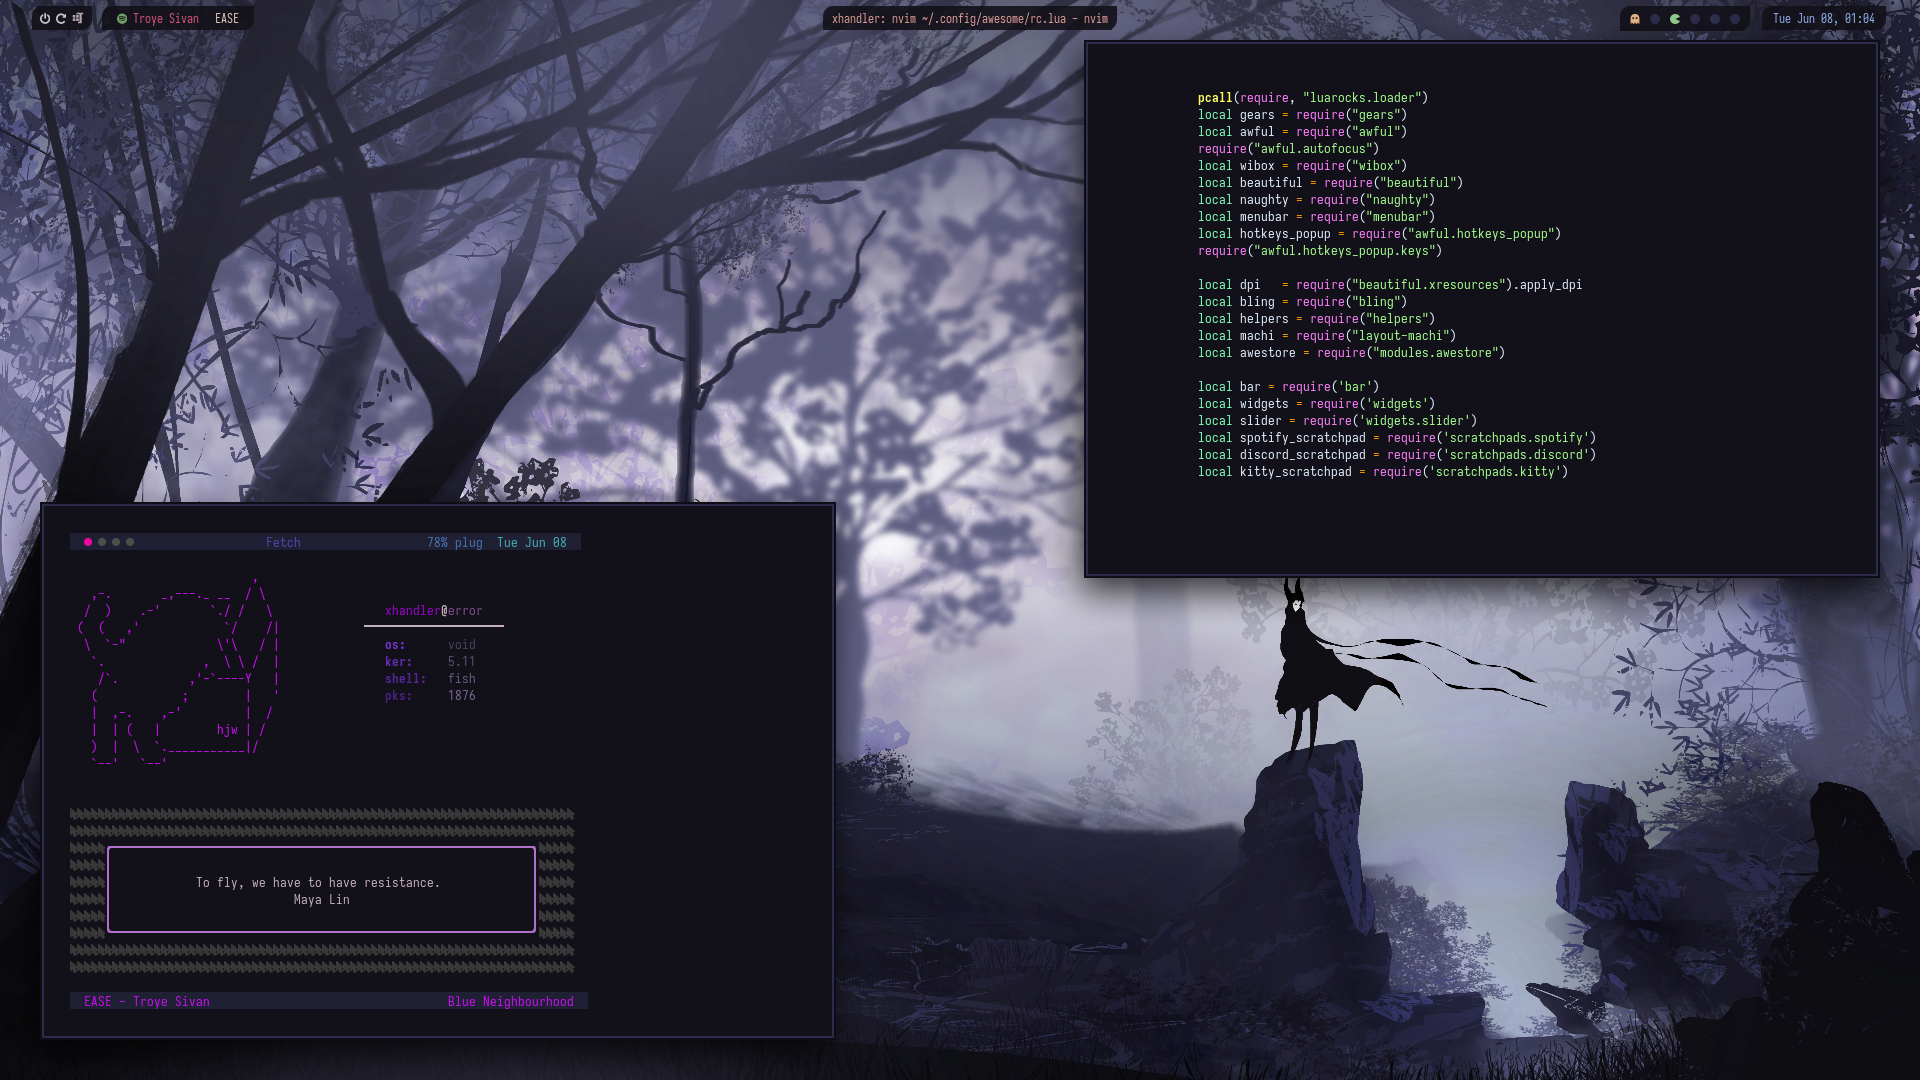 Troye Sivan EASE
xhandler: nvim ~/.config/awesome/rc.lua - nvim
Tue Jun 08, 01:04
pcall(require, "luarocks.loader")
local gears = require("gears")
local awful = require("awful")
require("awful.autofocus")
local wibox = require("wibox")
local beautiful = require("beautiful")
local naughty = require("naughty")
local menubar = require("menubar")
local hotkeys_popup = require("awful.hotkeys_popup")
require("awful.hotkeys_popup.keys")
local dpi   = require("beautiful.xresources").apply_dpi
local bling = require("bling")
local helpers = require("helpers")
local machi = require("layout-machi")
local awestore = require("modules.awestore")
local bar = require('bar')
local widgets = require('widgets')
local slider = require('widgets.slider')
local spotify_scratchpad = require('scratchpads.spotify')
local discord_scratchpad = require('scratchpads.discord')
local kitty_scratchpad = require('scratchpads.kitty')
Fetch 78% plug Tue Jun 08
xhandler@error
os: void
ker: 5.11
shell: fish
pks: 1876
hjw
To fly, we have to have resistance.
Maya Lin
EASE - Troye Sivan Blue Neighbourhood